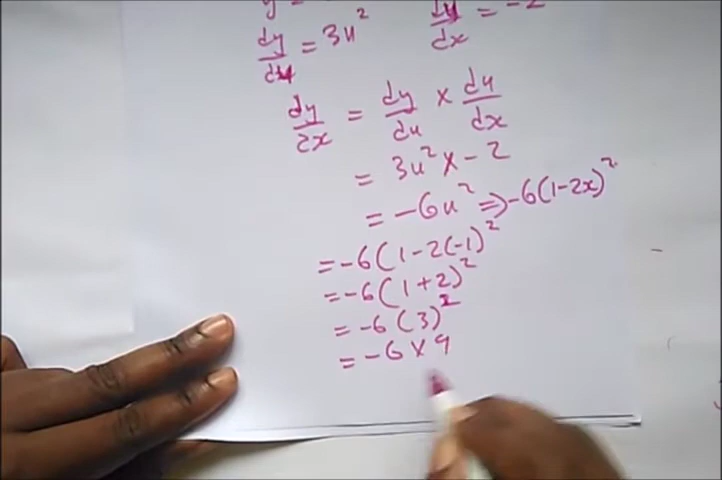 y =
dy/du = 3u² du/dx = -2
dy/dx = dy/du × du/dx
= 3u² × -2
= -6u² => -6(1-2x)²
= -6(1-2(-1)²
= -6(1+2)²
= -6(3)²
= -6×9